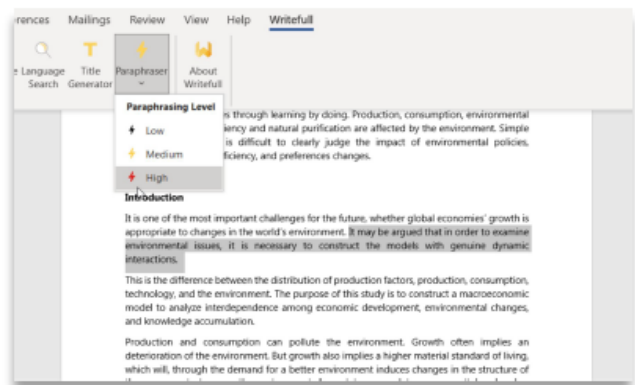 rences Mailings Review View Help Writefull
e Language Title Paraphraser About
Search Generator Writefull
Paraphrasing Level
Low
Medium
High
es through learning by doing. Production, consumption, environmental
iency and natural purification are affected by the environment. Simple
is difficult to clearly judge the impact of environmental policies,
ficiency, and preferences changes.
Introduction
It is one of the most important challenges for the future, whether global economies' growth is
appropriate to changes in the world's environment. It may be argued that in order to examine
environmental issues, it is necessary to construct the models with genuine dynamic
interactions.
This is the difference between the distribution of production factors, production, consumption,
technology, and the environment. The purpose of this study is to construct a macroeconomic
model to analyze interdependence among economic development, environmental changes,
and knowledge accumulation.
Production and consumption can pollute the environment. Growth often implies an
deterioration of the environment. But growth also implies a higher material standard of living,
which will, through the demand for a better environment induces changes in the structure of